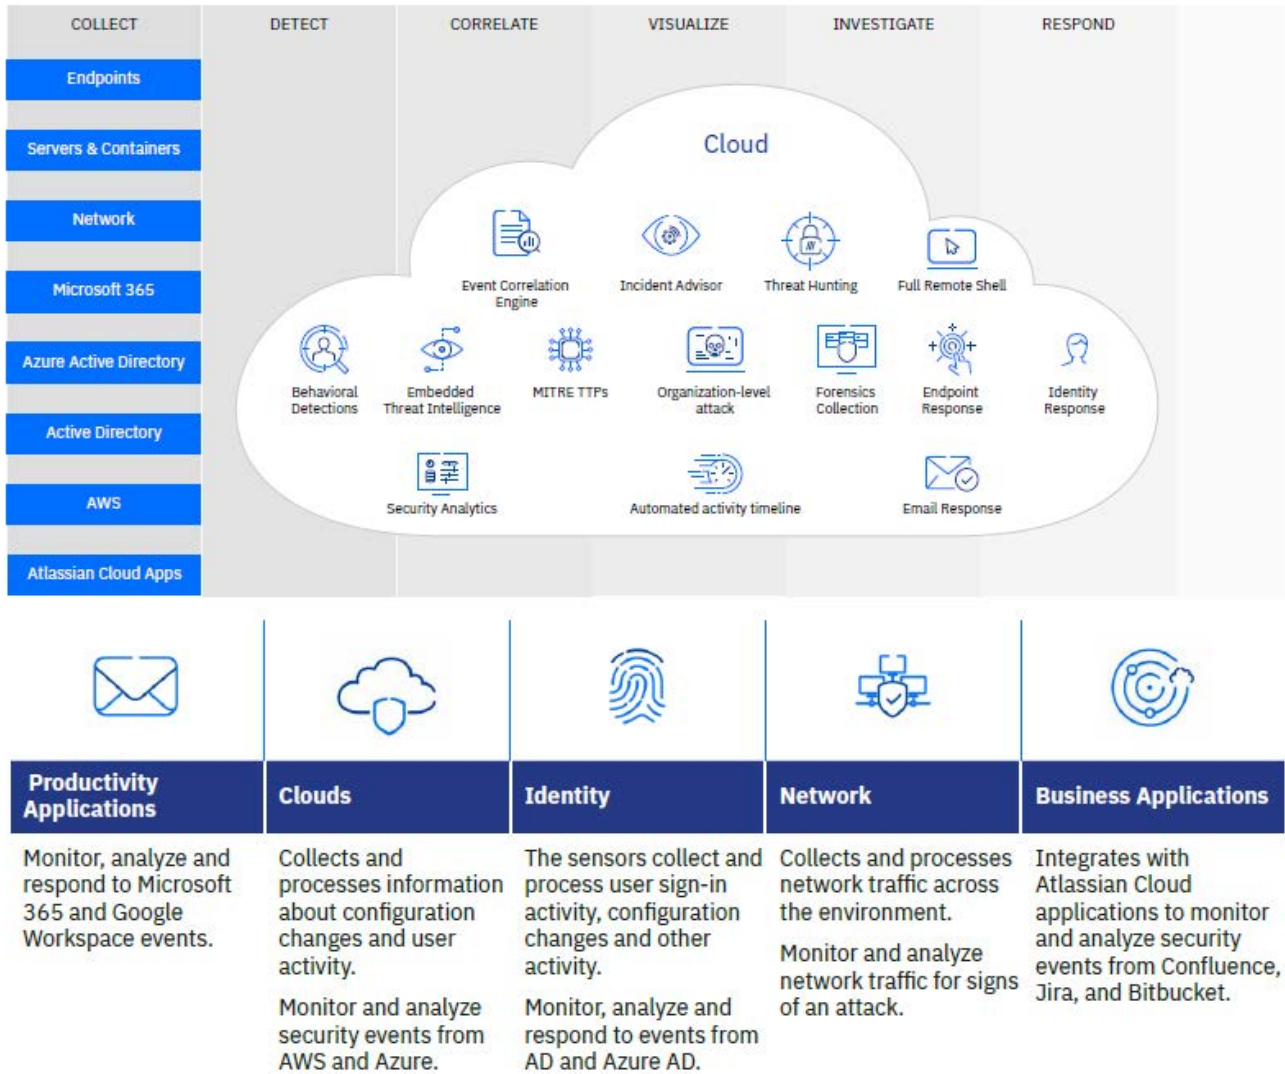 COLLECT
DETECT
CORRELATE
VISUALIZE
INVESTIGATE
RESPOND
Endpoints
Servers & Containers
Network
Microsoft 365
Azure Active Directory
Active Directory
AWS
Atlassian Cloud Apps
Cloud
Event Correlation
Engine
Incident Advisor
Threat Hunting
Full Remote Shell
Behavioral
Detections
Embedded
Threat Intelligence
MITRE TTPs
Organization-level
attack
Forensics
Collection
Endpoint
Response
Identity
Response
Security Analytics
Automated activity timeline
Email Response
Productivity
Applications
Monitor, analyze and
respond to Microsoft
365 and Google
Workspace events.
Clouds
Collects and
processes information
about configuration
changes and user
activity.
Monitor and analyze
security events from
AWS and Azure.
Identity
The sensors collect and
process user sign-in
activity, configuration
changes and other
activity.
Monitor, analyze and
respond to events from
AD and Azure AD.
Network
Collects and processes
network traffic across
the environment.
Monitor and analyze
network traffic for signs
of an attack.
Business Applications
Integrates with
Atlassian Cloud
applications to monitor
and analyze security
events from Confluence,
Jira, and Bitbucket.